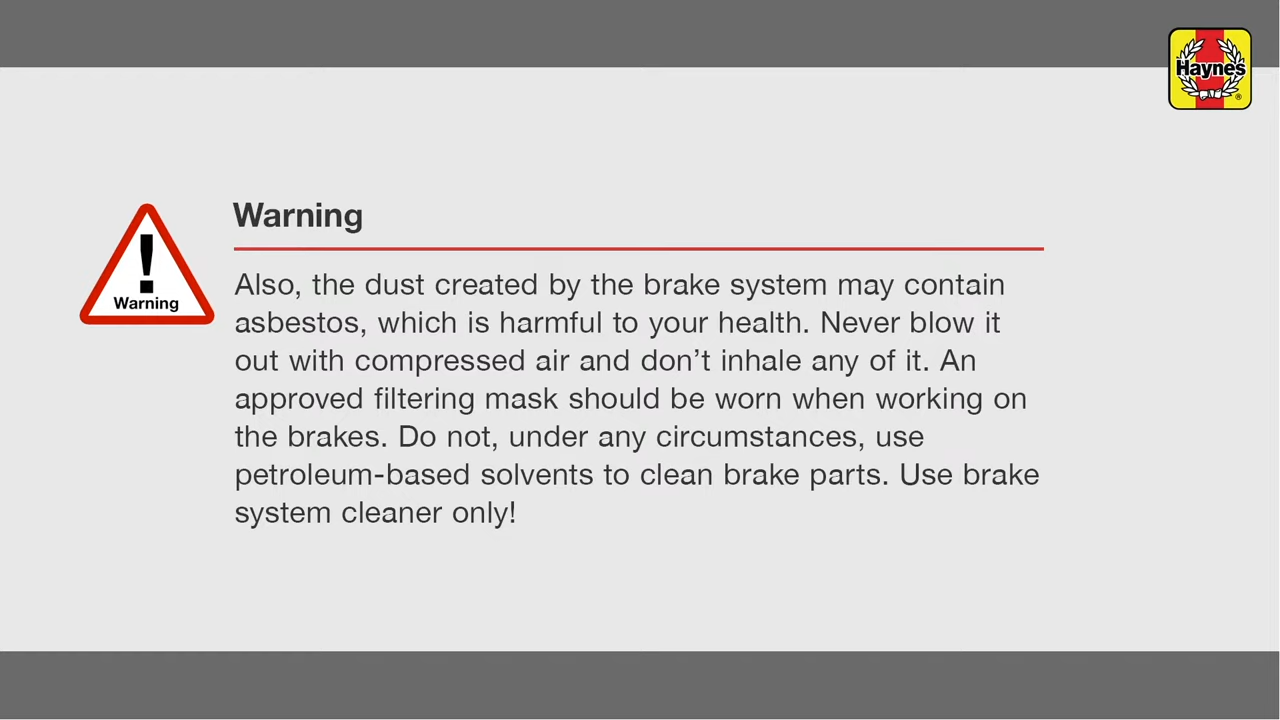 Haynes
®
Warning
Warning
Also, the dust created by the brake system may contain
asbestos, which is harmful to your health. Never blow it
out with compressed air and don’t inhale any of it. An
approved filtering mask should be worn when working on
the brakes. Do not, under any circumstances, use
petroleum-based solvents to clean brake parts. Use brake
system cleaner only!